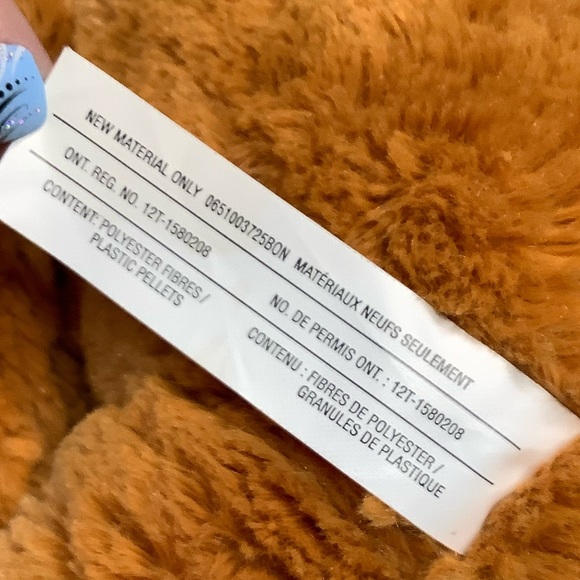 NEW MATERIAL ONLY 0651003725BON MATÉRIAUX NEUFS SEULEMENT
ONT. REG. NO. 12T-1580208
NO. DE PERMIS ONT. : 12T-1580208
CONTENT: POLYESTER FIBRES /
PLASTIC PELLETS
CONTENU : FIBRES DE POLYESTER /
GRANULES DE PLASTIQUE